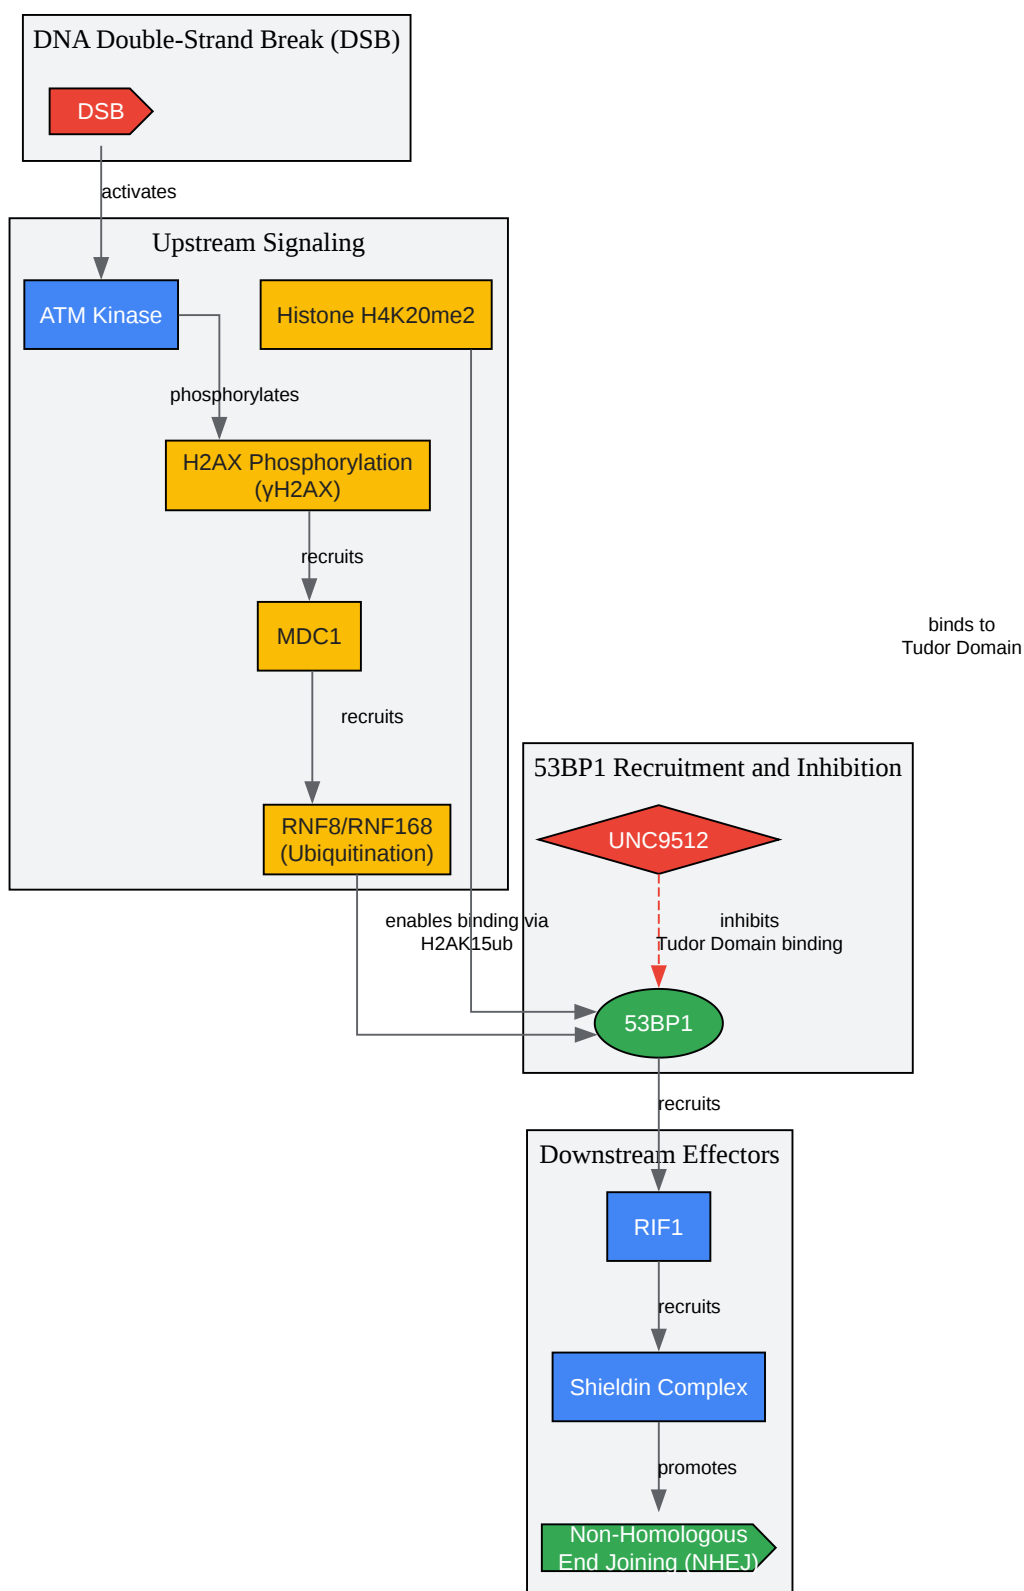 DNA Double-Strand Break (DSB)
DSB
activates
Upstream Signaling
ATM Kinase
Histone H4K20me2
phosphorylates
H2AX Phosphorylation
(γH2AX)
recruits
MDC1
binds to
Tudor Domain
recruits
53BP1 Recruitment and Inhibition
RNF8/RNF168
(Ubiquitination)
UNC9512
enables binding via
H2AK15ub
inhibits
Tudor Domain binding
53BP1
recruits
Downstream Effectors
RIF1
recruits
Shieldin Complex
promotes
Non-Homologous
End Joining (NHEJ)